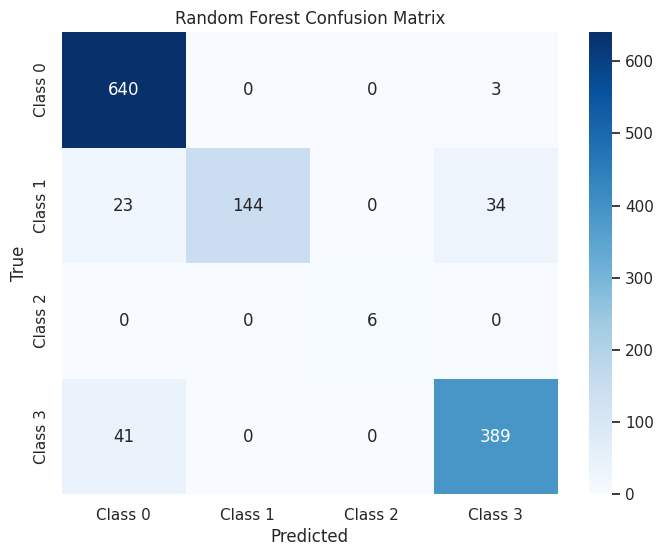 Random Forest Confusion Matrix
True
Class 0
640 0 0 3
Class 1
23 144 0 34
Class 2
0 0 6 0
Class 3
41 0 0 389
Class 0 Class 1 Class 2 Class 3
Predicted
600
500
400
300
200
100
0